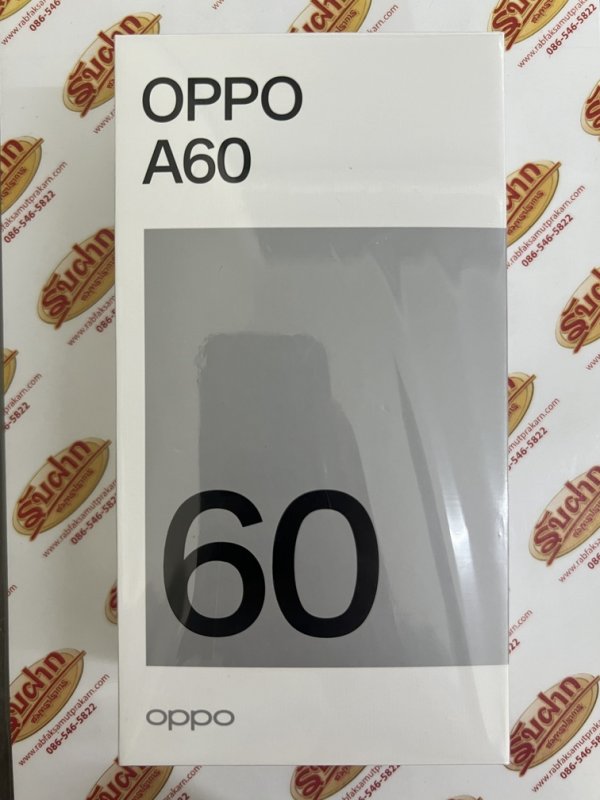 OPPO
A60
60
oppo
รับฝาก
www.rabfaksamutprakarn.com
086-546-5822